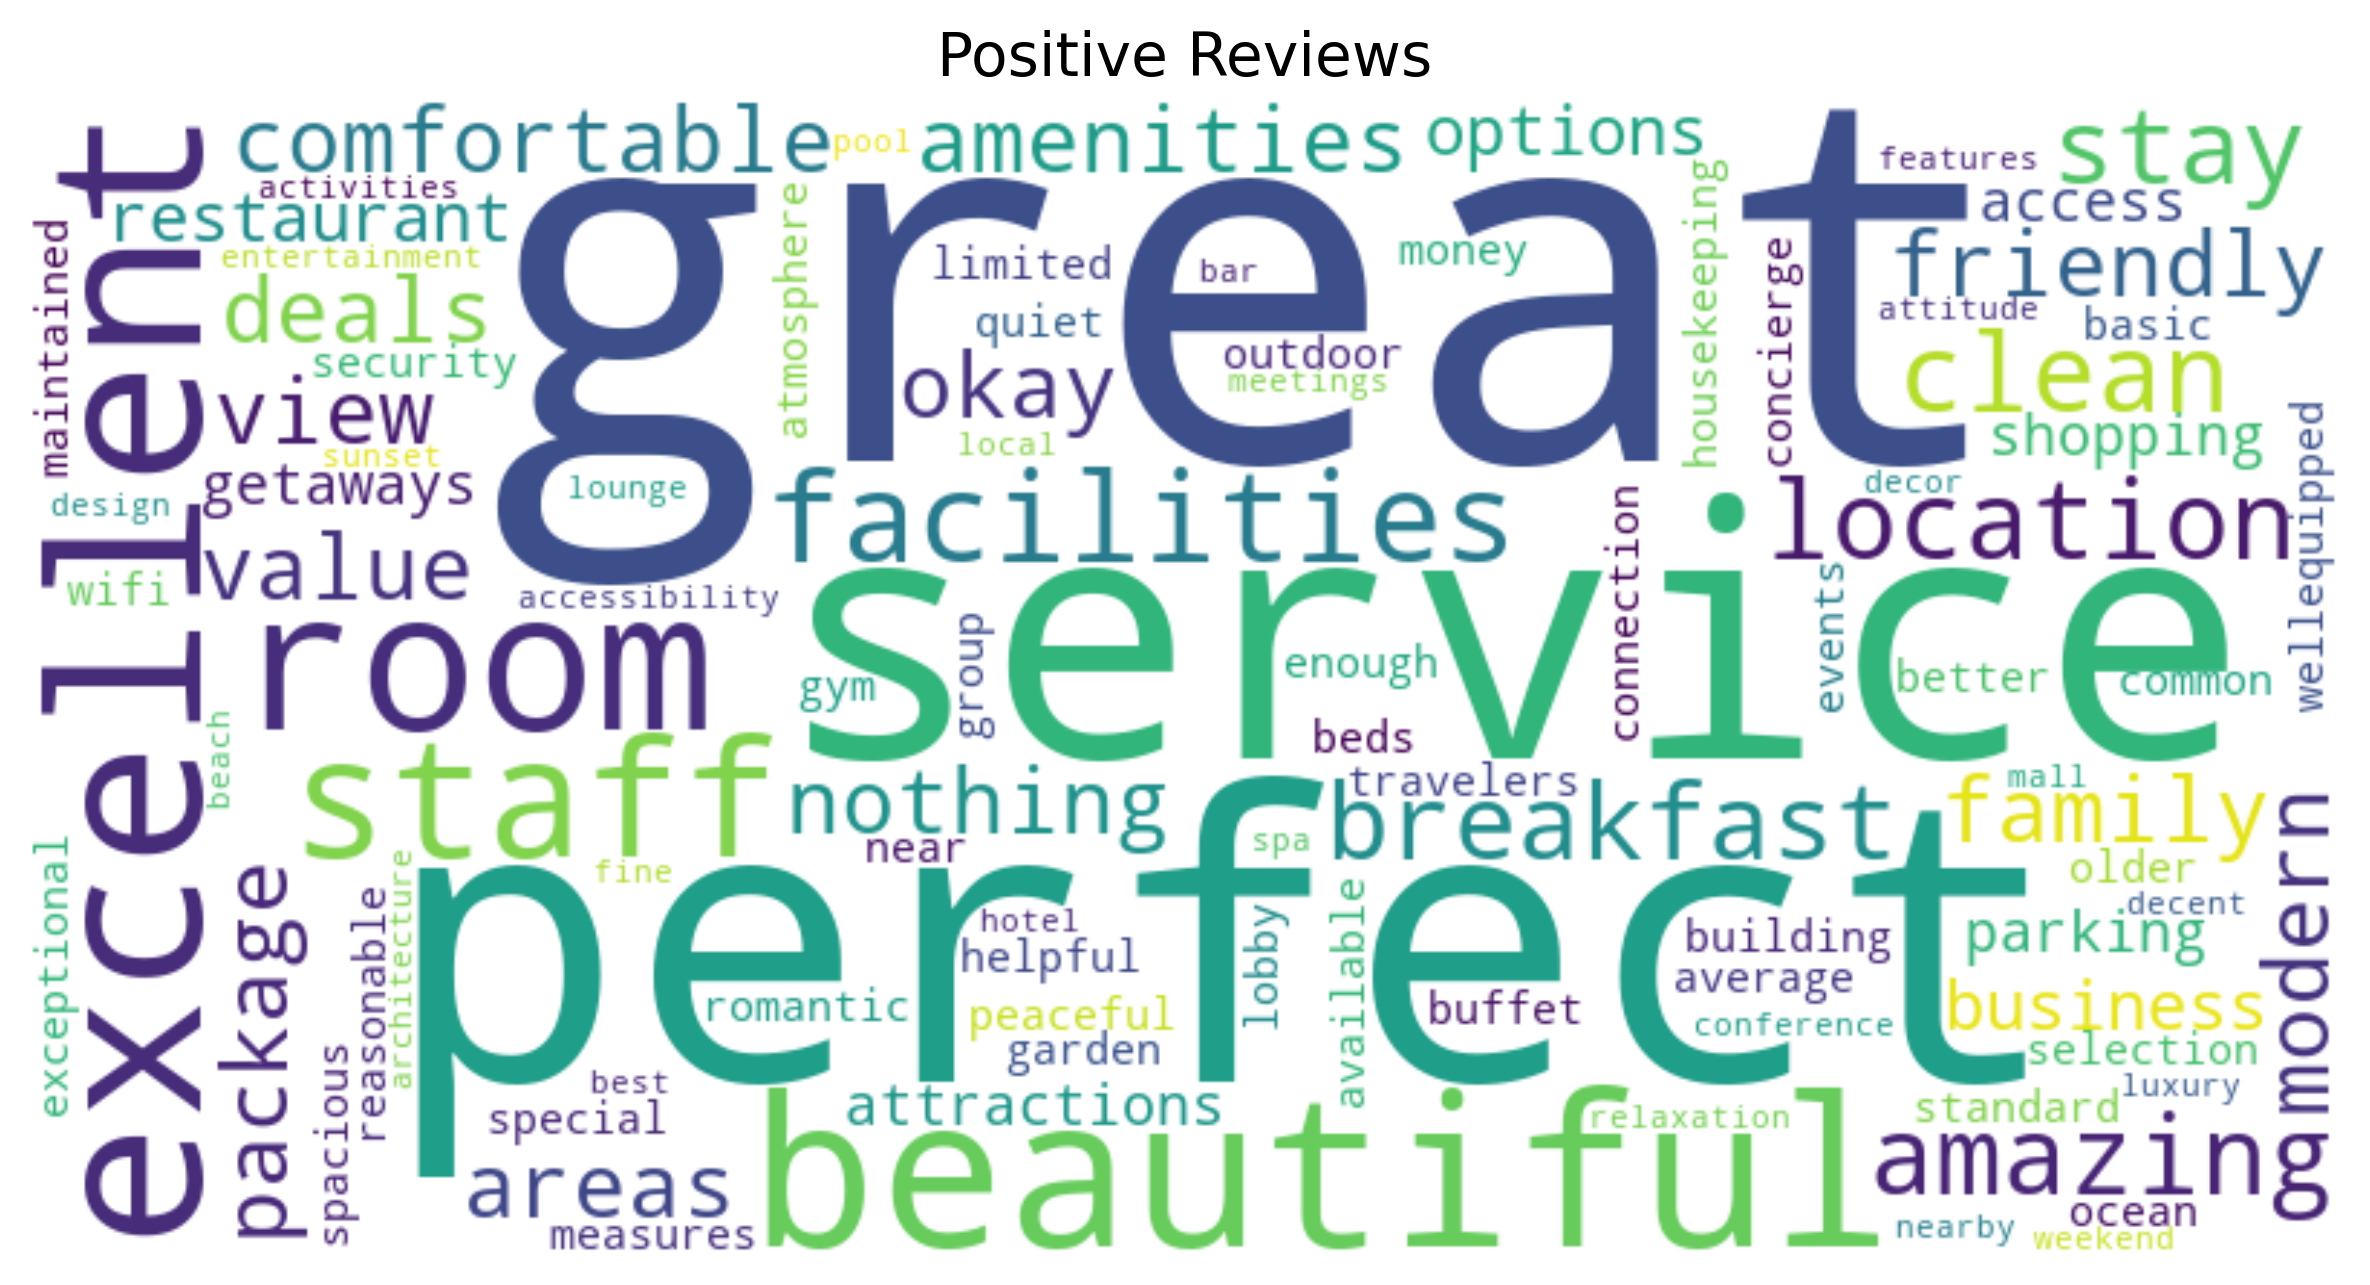 Positive Reviews
comfortable
pool
amenities
options
stay
features
activities
access
restaurant
great
excellent
maintained
entertainment
atmosphere
limited
bar
money
housekeeping
concierge
friendly
deals
quiet
attitude
basic
security
okay
outdoor
meetings
clean
view
local
shopping
sunset
getaways
lounge
design
facilities
decor
location
wellequipped
connection
value
wifi
accessibility
service
events
room
group
enough
gym
better
common
beach
beds
staff
nothing
travelers
breakfast
mall
family
near
spa
fine
older
modern
exceptional
package
reasonable
architecture
perfect
hotel
helpful
lobby
available
building
average
decent
parking
romantic
peaceful
buffet
business
conference
garden
selection
spacious
best
special
attractions
luxury
standard
relaxation
beautiful
amazing
areas
measures
ocean
nearby
weekend